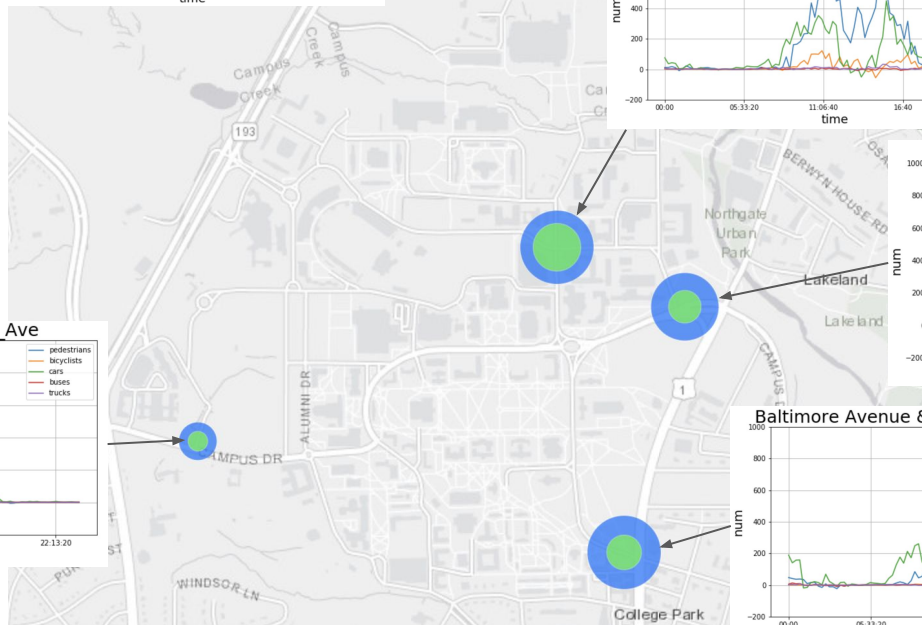 time
num
400
200
0
−200
00:00
05:33:20
11:06:40
16:40
time
Campus
Creek
Campus
Creek
193
BERWYN HOUSE RD
Northgate
Urban
Park
Lakeland
Lakeland
num
1000
800
600
400
200
0
−200
_Ave
pedestrians
bicyclists
cars
buses
trucks
22:13:20
ALUMNI DR
CAMPUS DR
CAMPUS D
1
Baltimore Avenue &
num
1000
800
600
400
200
0
−200
00:00
05:33:20
WINDSOR LN
College Park